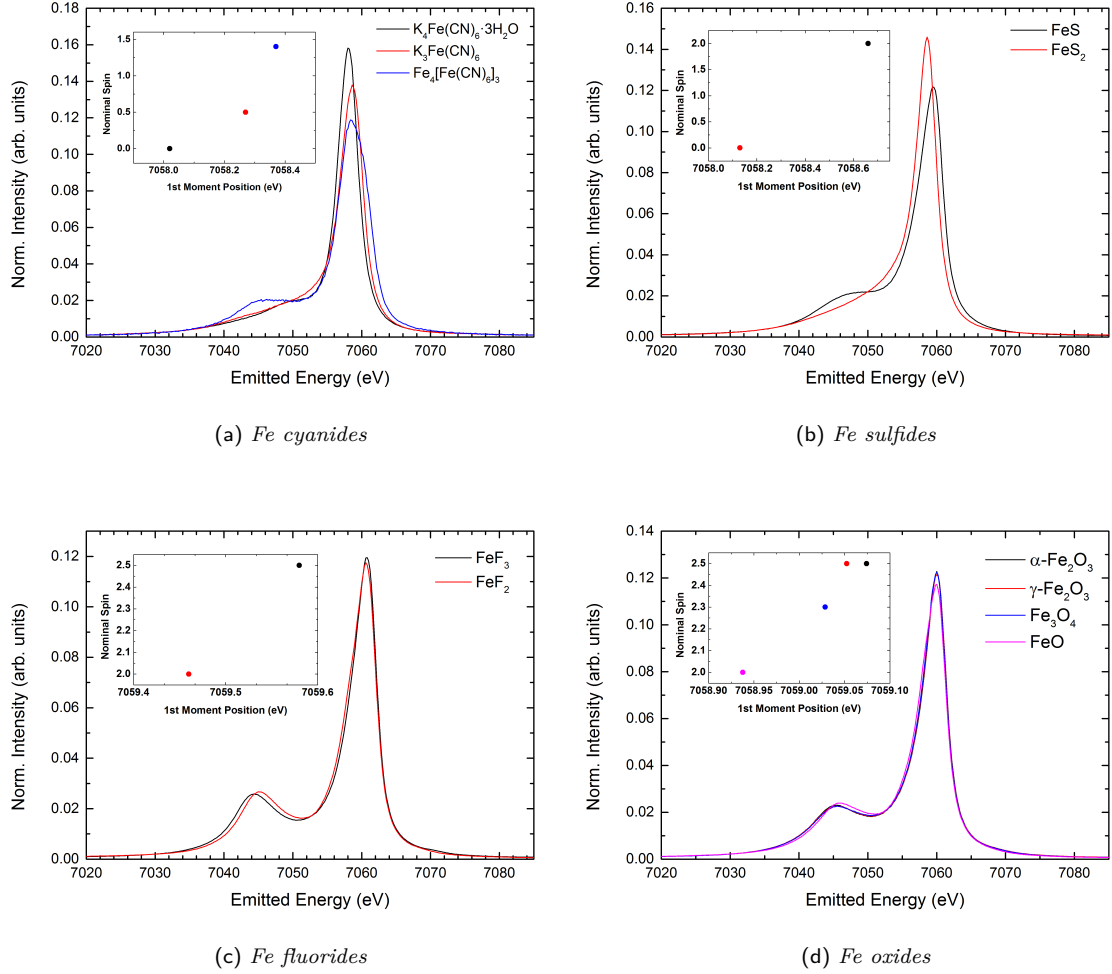 K₄Fe(CN)₆·3H₂O
K₃Fe(CN)₆
Fe₄[Fe(CN)₆]₃
Norm. Intensity (arb. units)
0.18
0.16
0.14
0.12
0.10
0.08
0.06
0.04
0.02
0.00
7020 7030 7040 7050 7060 7070 7080
Emitted Energy (eV)
Nominal Spin
1.5
1.0
0.5
0.0
7058.0 7058.2 7058.4
1st Moment Position (eV)
(a) Fe cyanides
FeS
FeS₂
Norm. Intensity (arb. units)
0.16
0.14
0.12
0.10
0.08
0.06
0.04
0.02
0.00
7020 7030 7040 7050 7060 7070 7080
Emitted Energy (eV)
Nominal Spin
2.0
1.5
1.0
0.5
0.0
7058.0 7058.2 7058.4 7058.6
1st Moment Position (eV)
(b) Fe sulfides
FeF₃
FeF₂
Norm. Intensity (arb. units)
0.12
0.10
0.08
0.06
0.04
0.02
0.00
7020 7030 7040 7050 7060 7070 7080
Emitted Energy (eV)
Nominal Spin
2.5
2.4
2.3
2.2
2.1
2.0
7059.4 7059.5 7059.6
1st Moment Position (eV)
(c) Fe fluorides
α-Fe₂O₃
γ-Fe₂O₃
Fe₃O₄
FeO
Norm. Intensity (arb. units)
0.14
0.12
0.10
0.08
0.06
0.04
0.02
0.00
7020 7030 7040 7050 7060 7070 7080
Emitted Energy (eV)
Nominal Spin
2.5
2.4
2.3
2.2
2.1
2.0
7058.90 7058.95 7059.00 7059.05 7059.10
1st Moment Position (eV)
(d) Fe oxides